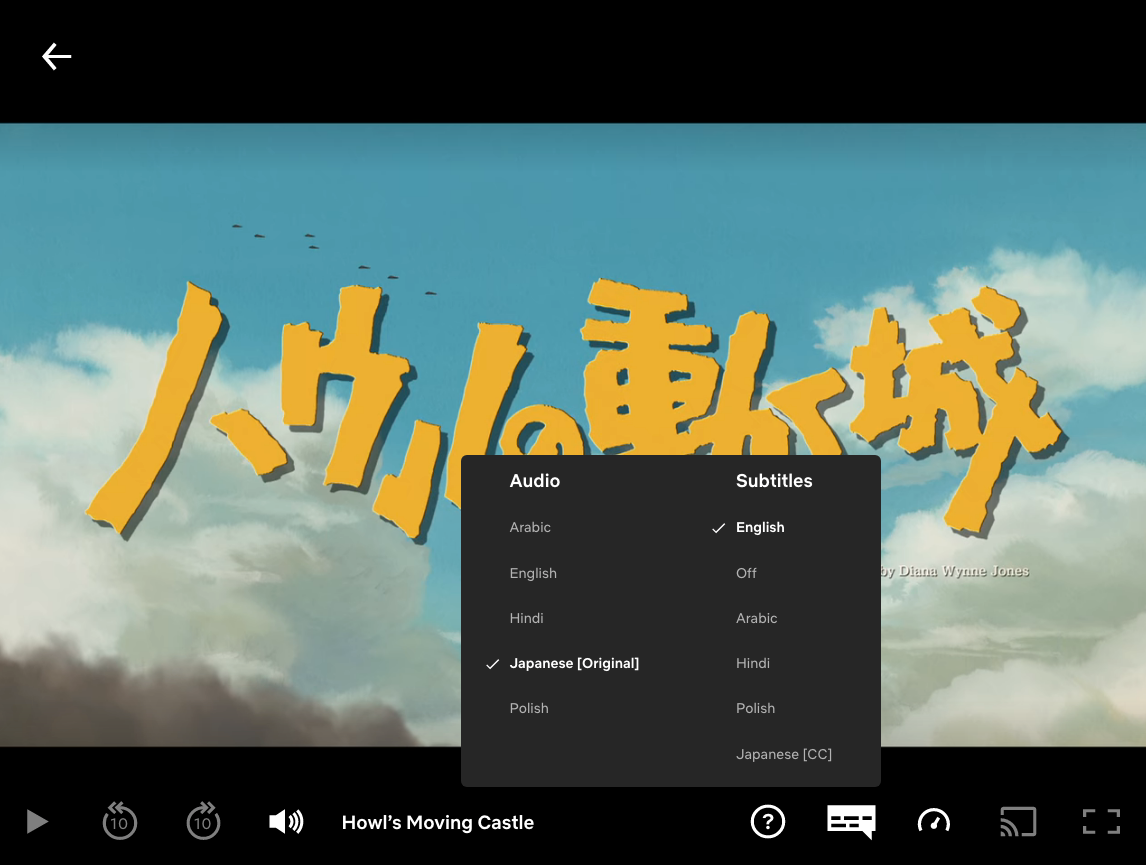 ハウルの動く城
by Diana Wynne Jones
Audio
Arabic
English
Hindi
Japanese [Original]
Polish
Subtitles
English
Off
Arabic
Hindi
Polish
Japanese [CC]
10
10
Howl's Moving Castle
?